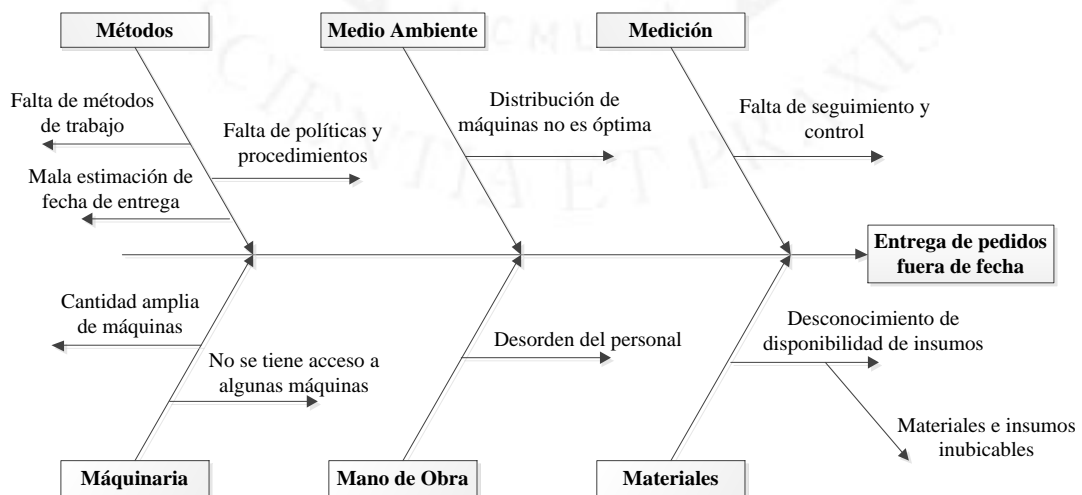 Métodos
Medio Ambiente
Medición
Falta de métodos
de trabajo
Falta de políticas y
procedimientos
Mala estimación de
fecha de entrega
Distribución de
máquinas no es óptima
Falta de seguimiento y
control
Entrega de pedidos
fuera de fecha
Cantidad amplia
de máquinas
No se tiene acceso a
algunas máquinas
Desorden del personal
Desconocimiento de
disponibilidad de insumos
Materiales e insumos
inubicables
Máquinaria
Mano de Obra
Materiales
SCIENTIA ET PRAXIS